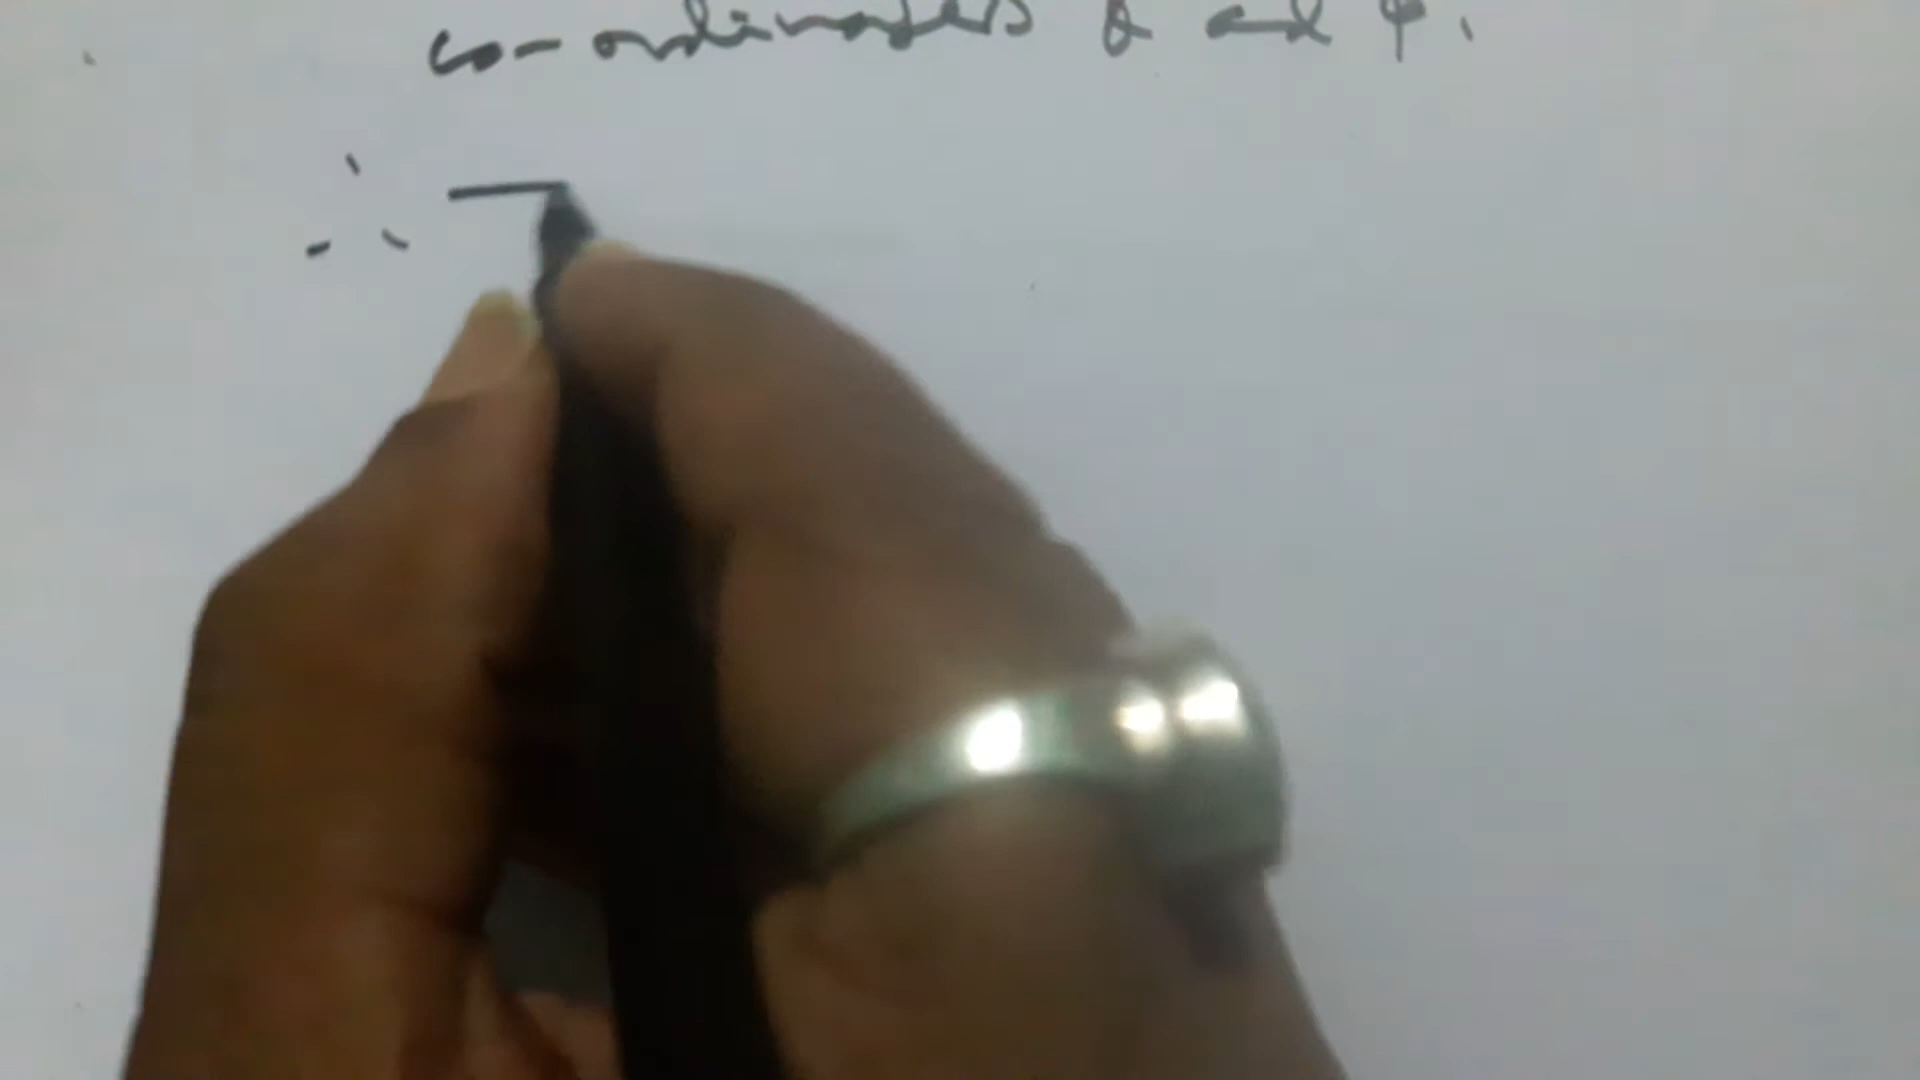 co-ordinates θ and φ.
∴ —